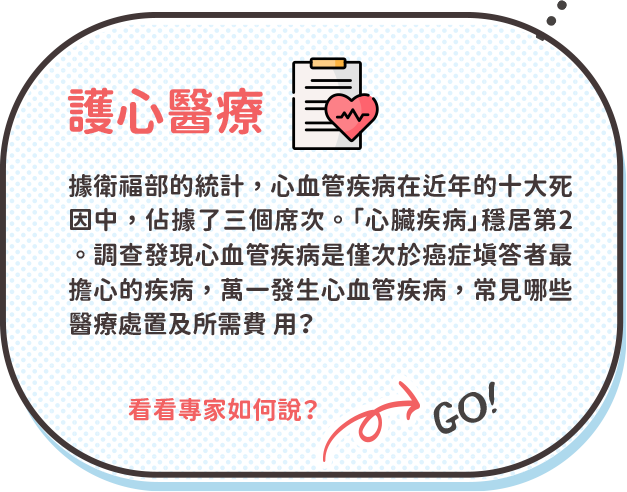 護心醫療
據衛福部的統計，心血管疾病在近年的十大死
因中，佔據了三個席次。「心臟疾病」穩居第2
。調查發現心血管疾病是僅次於癌症填答者最
擔心的疾病，萬一發生心血管疾病，常見哪些
醫療處置及所需費 用？
看看專家如何說？
GO!